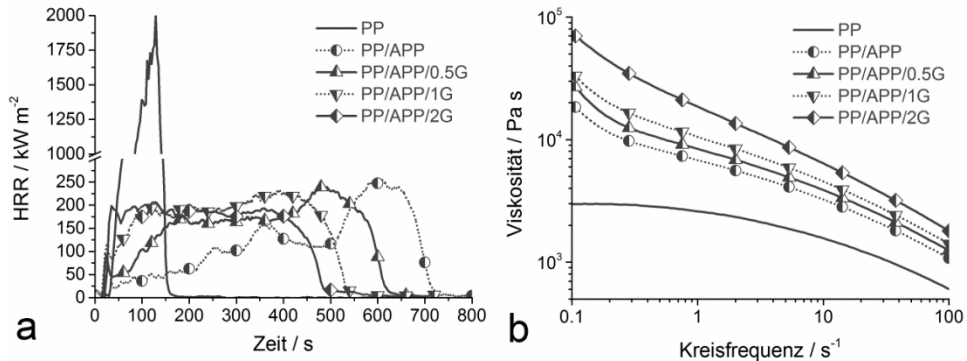 2000
1750
1500
1250
1000
250
200
150
100
50
0
HRR / kW m⁻²
0 100 200 300 400 500 600 700 800
Zeit / s
PP
PP/APP
PP/APP/0.5G
PP/APP/1G
PP/APP/2G
a
10⁵
10⁴
10³
Viskosität / Pa s
0.1 1 10 100
Kreisfrequenz / s⁻¹
PP
PP/APP
PP/APP/0.5G
PP/APP/1G
PP/APP/2G
b